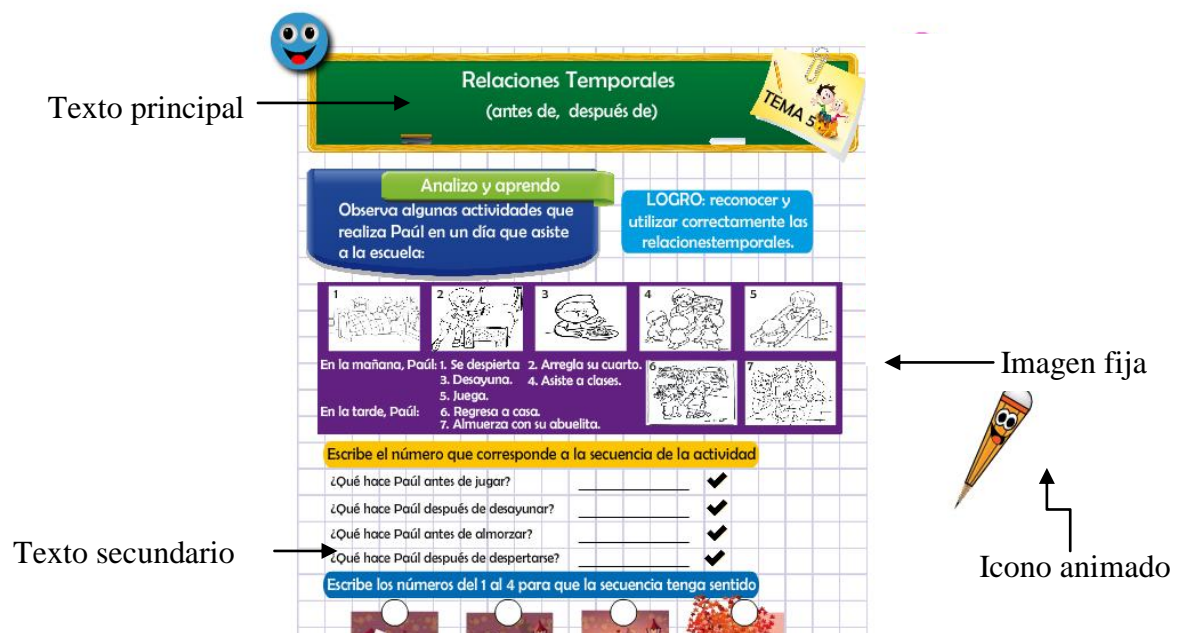 Relaciones Temporales
(antes de, después de)
TEMA 5
Texto principal
Analizo y aprendo
Observa algunas actividades que
realiza Paúl en un día que asiste
a la escuela:
LOGRO: reconocer y
utilizar correctamente las
relacionestemporales.
1
2
3
4
5
En la mañana, Paúl: 1. Se despierta 2. Arregla su cuarto.
3. Desayuna. 4. Asiste a clases.
5. Juega.
En la tarde, Paúl: 6. Regresa a casa.
7. Almuerza con su abuelita.
6
7
Imagen fija
Escribe el número que corresponde a la secuencia de la actividad
¿Qué hace Paúl antes de jugar?
¿Qué hace Paúl después de desayunar?
¿Qué hace Paúl antes de almorzar?
¿Qué hace Paúl después de despertarse?
Texto secundario
Icono animado
Escribe los números del 1 al 4 para que la secuencia tenga sentido